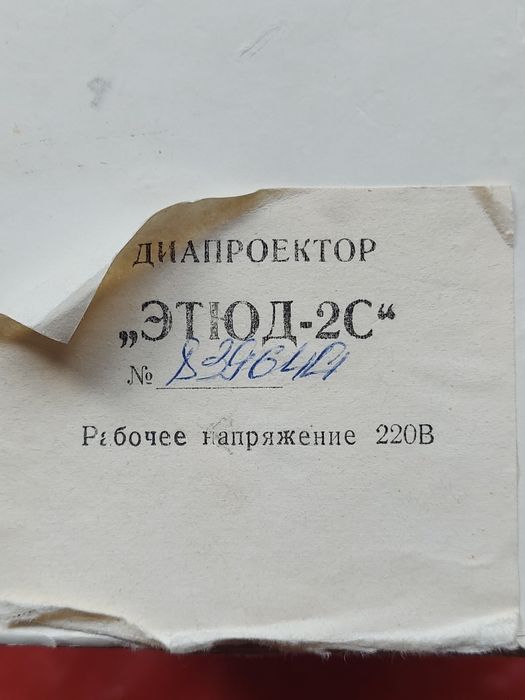 ДИАПРОЕКТОР
„ЭТЮД-2С“
№
Рабочее напряжение 220В